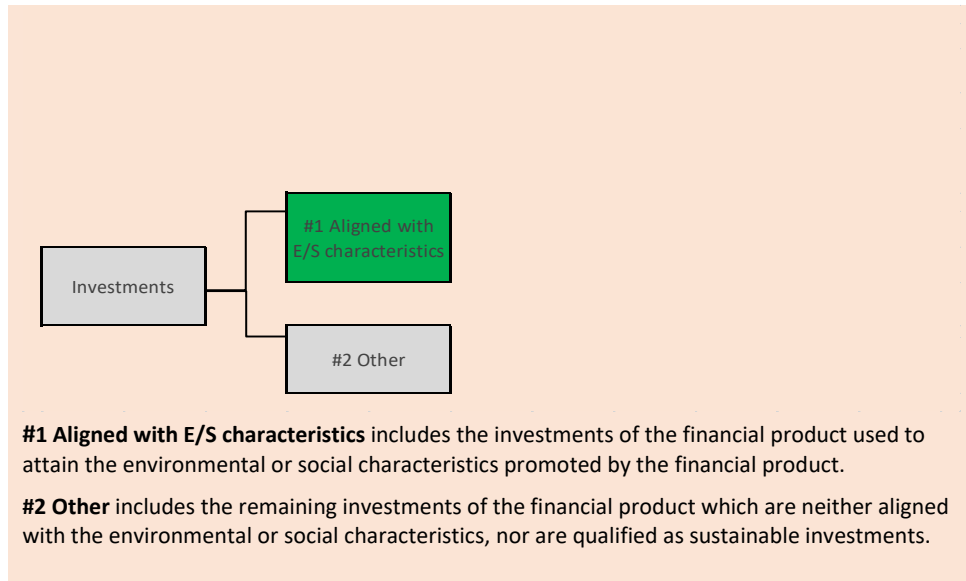 #1 Aligned with
E/S characteristics
Investments
#2 Other
#1 Aligned with E/S characteristics includes the investments of the financial product used to
attain the environmental or social characteristics promoted by the financial product.
#2 Other includes the remaining investments of the financial product which are neither aligned
with the environmental or social characteristics, nor are qualified as sustainable investments.